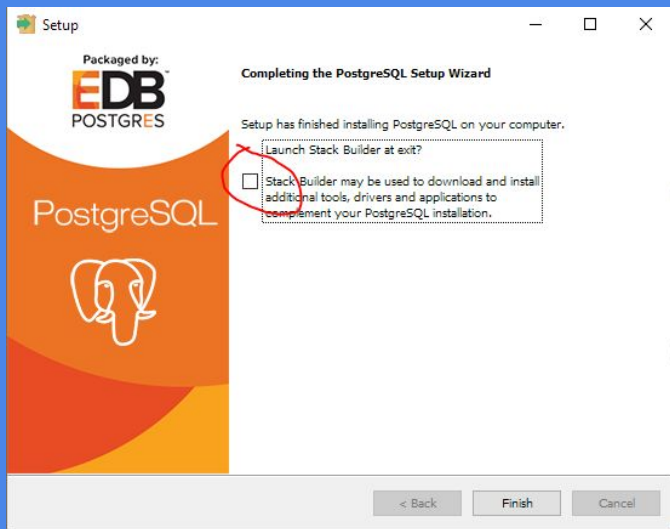 Setup
Packaged by:
EDB
POSTGRES
PostgreSQL
Completing the PostgreSQL Setup Wizard
Setup has finished installing PostgreSQL on your computer.
Launch Stack Builder at exit?
Stack Builder may be used to download and install
additional tools, drivers and applications to
complement your PostgreSQL installation.
< Back
Finish
Cancel